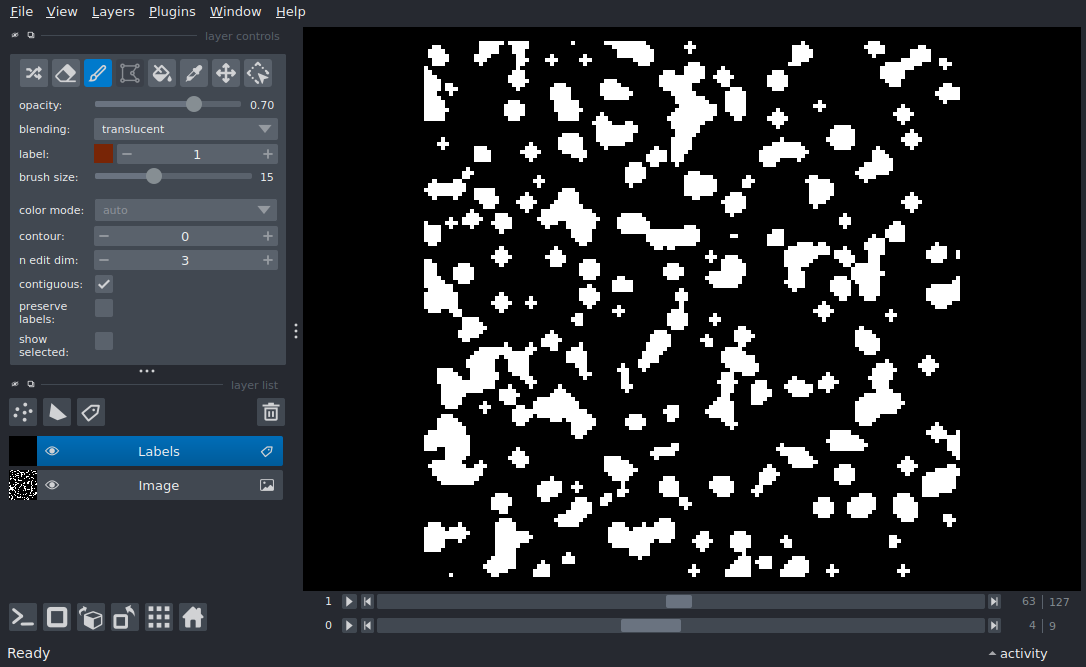 File View Layers Plugins Window Help
layer controls
opacity: 0.70
blending: translucent
label: 1
brush size: 15
color mode: auto
contour: 0
n edit dim: 3
contiguous:
preserve
labels:
show
selected:
layer list
Labels
Image
1 63 127
0 4 9
Ready activity